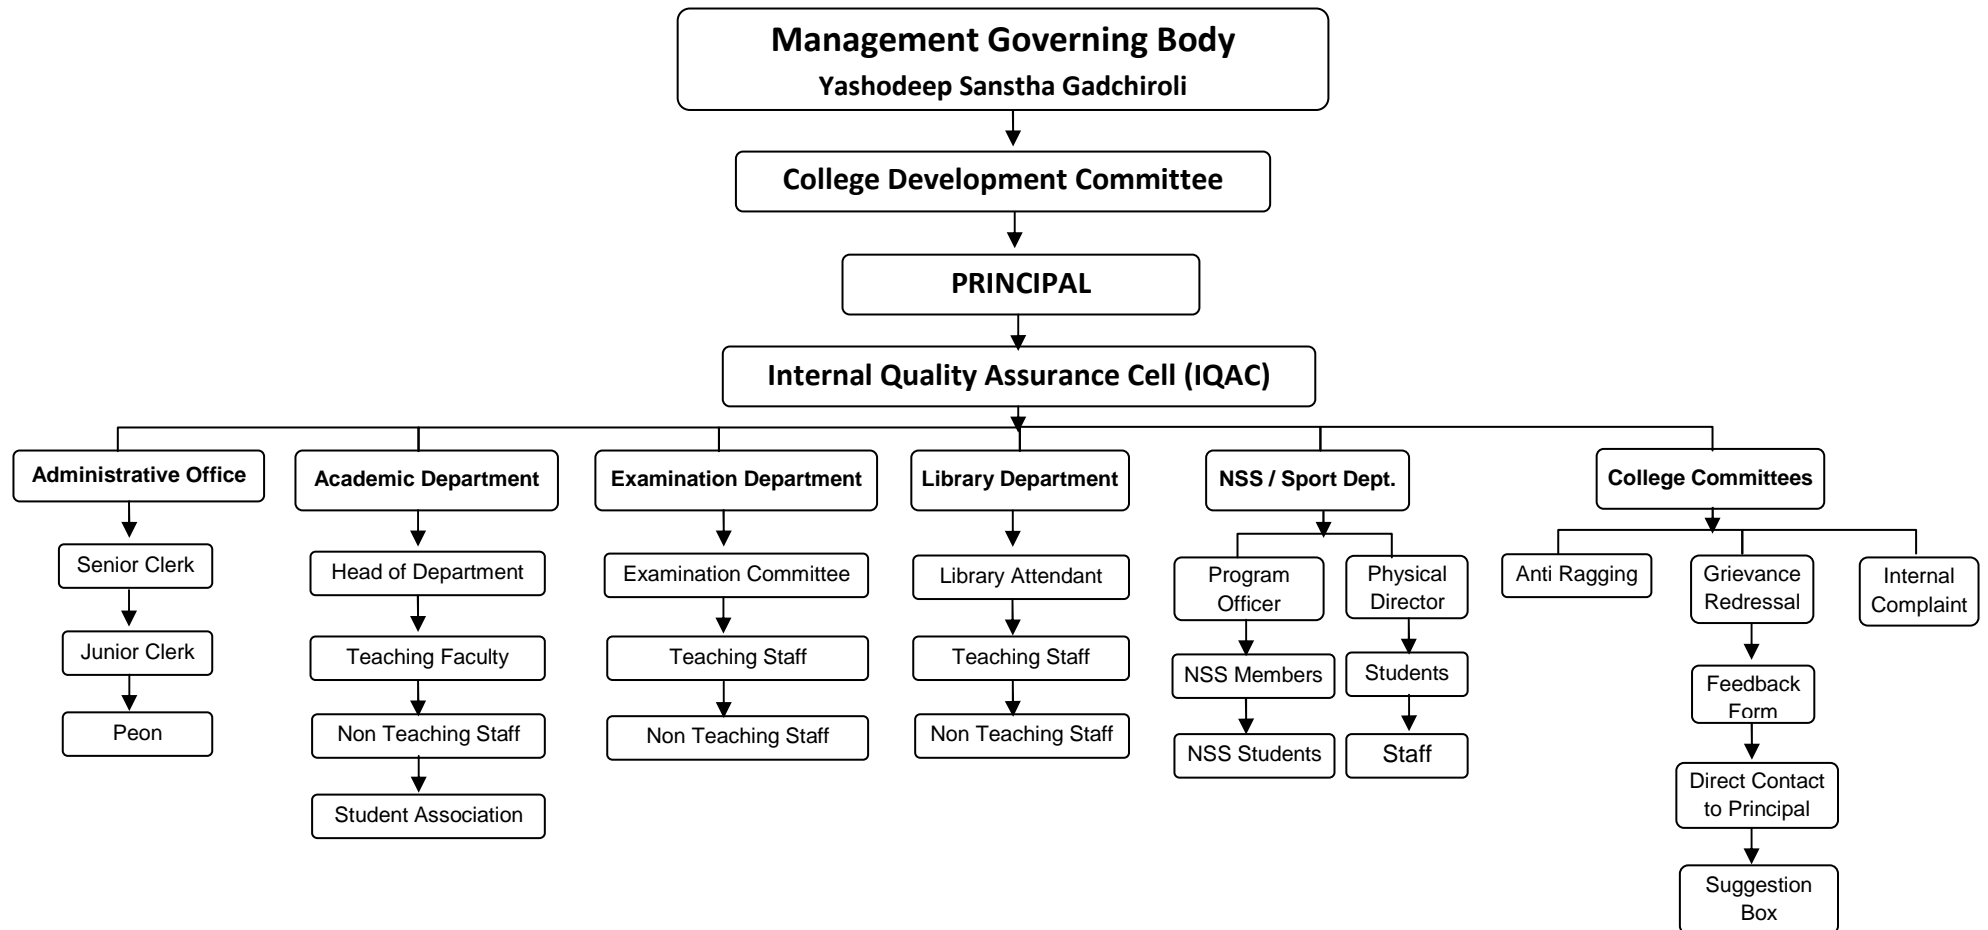 Management Governing Body
Yashodeep Sanstha Gadchiroli
College Development Committee
PRINCIPAL
Internal Quality Assurance Cell (IQAC)
Administrative Office
Senior Clerk
Junior Clerk
Peon
Academic Department
Head of Department
Teaching Faculty
Non Teaching Staff
Student Association
Examination Department
Examination Committee
Teaching Staff
Non Teaching Staff
Library Department
Library Attendant
Teaching Staff
Non Teaching Staff
NSS / Sport Dept.
Program
Officer
NSS Members
NSS Students
Physical
Director
Students
Staff
College Committees
Anti Ragging
Grievance
Redressal
Feedback
Form
Direct Contact
to Principal
Suggestion
Box
Internal
Complaint